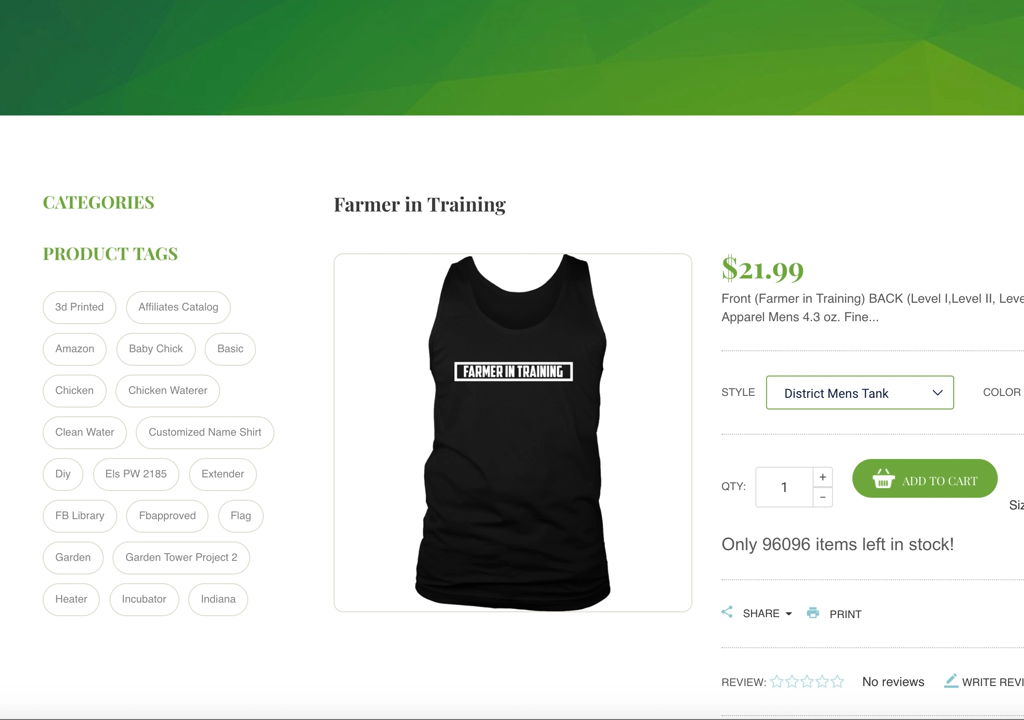 CATEGORIES
PRODUCT TAGS
3d Printed
Affiliates Catalog
Amazon
Baby Chick
Basic
Chicken
Chicken Waterer
Clean Water
Customized Name Shirt
Diy
Els PW 2185
Extender
FB Library
Fbapproved
Flag
Garden
Garden Tower Project 2
Heater
Incubator
Indiana
Farmer in Training
FARMER IN TRAINING
$21.99
Front (Farmer in Training) BACK (Level I,Level II, Leve
Apparel Mens 4.3 oz. Fine...
STYLE
District Mens Tank
COLOR
QTY:
1
+
−
ADD TO CART
Siz
Only 96096 items left in stock!
SHARE
PRINT
REVIEW:
No reviews
WRITE REVI